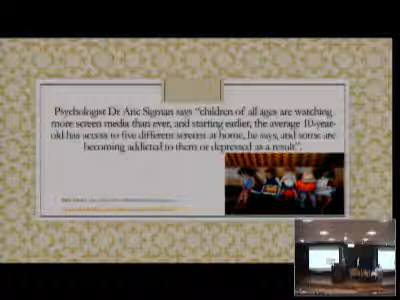 Psychologist Dr Aric Sigman says "children of all ages are watching
more screen media than ever, and starting earlier, the average 10-year-
old has access to five different screens at home, he says, and some are
becoming addicted to them or depressed as a result".